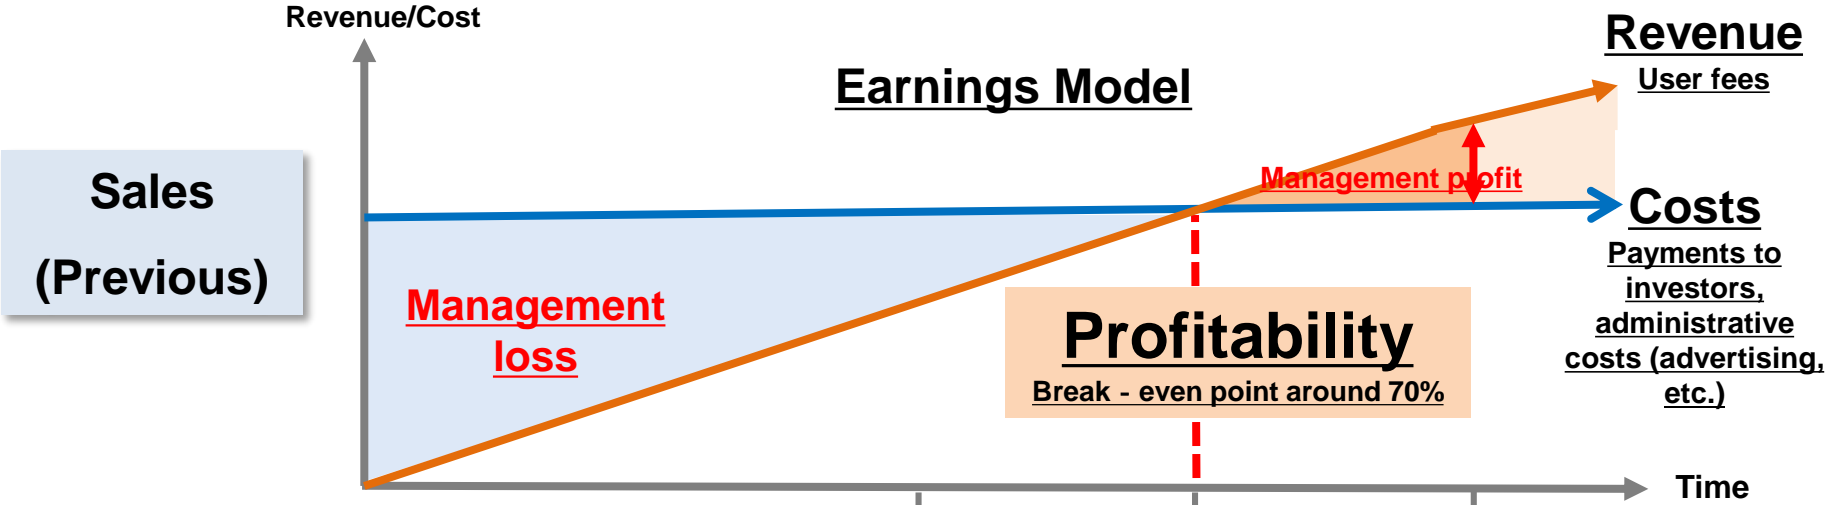 Revenue/Cost
Earnings Model
Revenue
User fees
Sales
(Previous)
Management profit
Costs
Payments to
investors,
administrative
costs (advertising,
etc.)
Management
loss
Profitability
Break - even point around 70%
Time